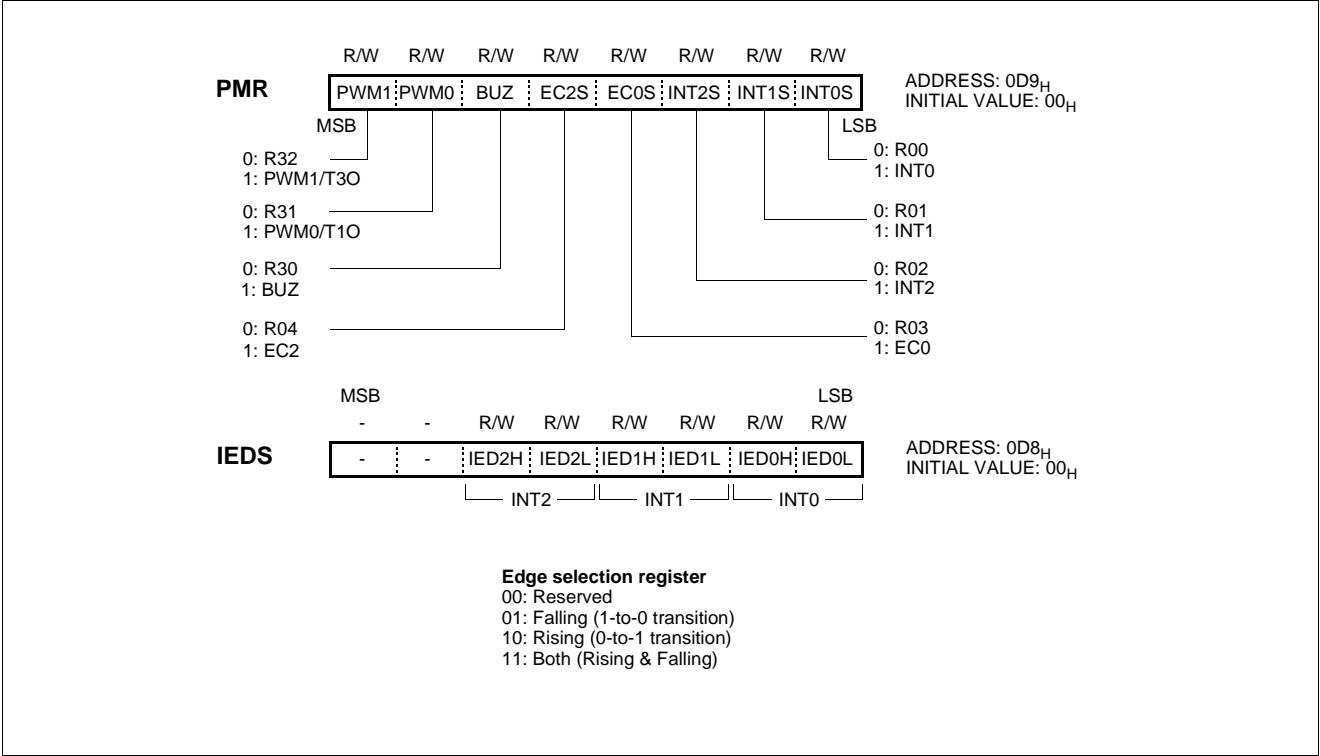 R/W R/W R/W R/W R/W R/W R/W R/W
PMR PWM1 PWM0 BUZ EC2S EC0S INT2S INT1S INT0S ADDRESS: 0D9H
INITIAL VALUE: 00H
MSB LSB
0: R32
1: PWM1/T3O
0: R31
1: PWM0/T1O
0: R30
1: BUZ
0: R04
1: EC2
0: R00
1: INT0
0: R01
1: INT1
0: R02
1: INT2
0: R03
1: EC0
MSB LSB
- - R/W R/W R/W R/W R/W R/W
IEDS - - IED2H IED2L IED1H IED1L IED0H IED0L ADDRESS: 0D8H
INITIAL VALUE: 00H
INT2 INT1 INT0
Edge selection register
00: Reserved
01: Falling (1-to-0 transition)
10: Rising (0-to-1 transition)
11: Both (Rising & Falling)